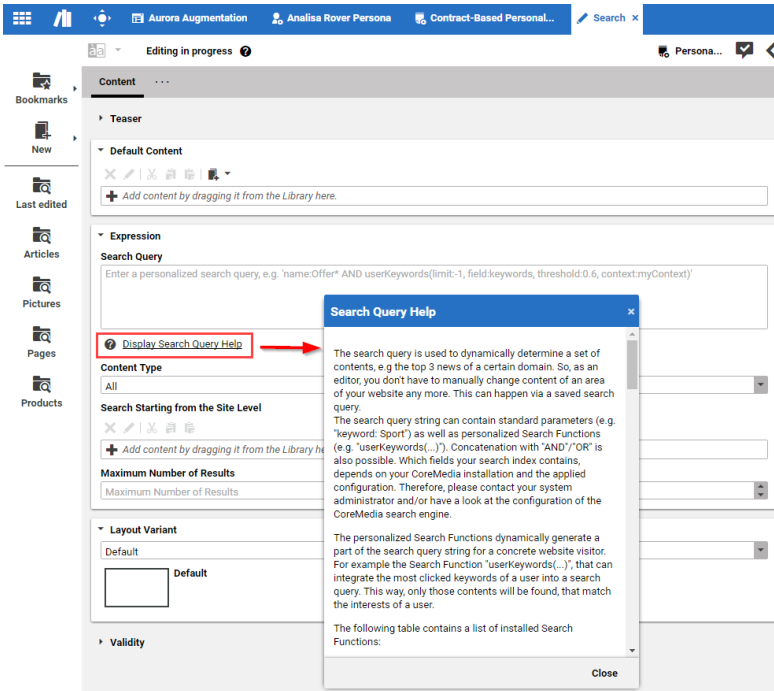 Aurora Augmentation
Analisa Rover Persona
Contract-Based Personal...
Search ×
Editing in progress
Persona...
Bookmarks
New
Last edited
Articles
Pictures
Pages
Products
Content ...
Teaser
Default Content
Add content by dragging it from the Library here.
Expression
Search Query
Enter a personalized search query, e.g. 'name:Offer* AND userKeywords(limit:-1, field:keywords, threshold:0.6, context:myContext)'
Display Search Query Help
Content Type
All
Search Starting from the Site Level
Add content by dragging it from the Library he
Maximum Number of Results
Maximum Number of Results
Layout Variant
Default
Default
Validity
Search Query Help ×
The search query is used to dynamically determine a set of
contents, e.g the top 3 news of a certain domain. So, as an
editor, you don't have to manually change content of an area
of your website any more. This can happen via a saved search
query.
The search query string can contain standard parameters (e.g.
"keyword: Sport") as well as personalized Search Functions
(e.g. "userKeywords(...)"). Concatenation with "AND"/"OR" is
also possible. Which fields your search index contains,
depends on your CoreMedia installation and the applied
configuration. Therefore, please contact your system
administrator and/or have a look at the configuration of the
CoreMedia search engine.
The personalized Search Functions dynamically generate a
part of the search query string for a concrete website visitor.
For example the Search Function "userKeywords(...)", that can
integrate the most clicked keywords of a user into a search
query. This way, only those contents will be found, that match
the interests of a user.
The following table contains a list of installed Search
Functions:
Close